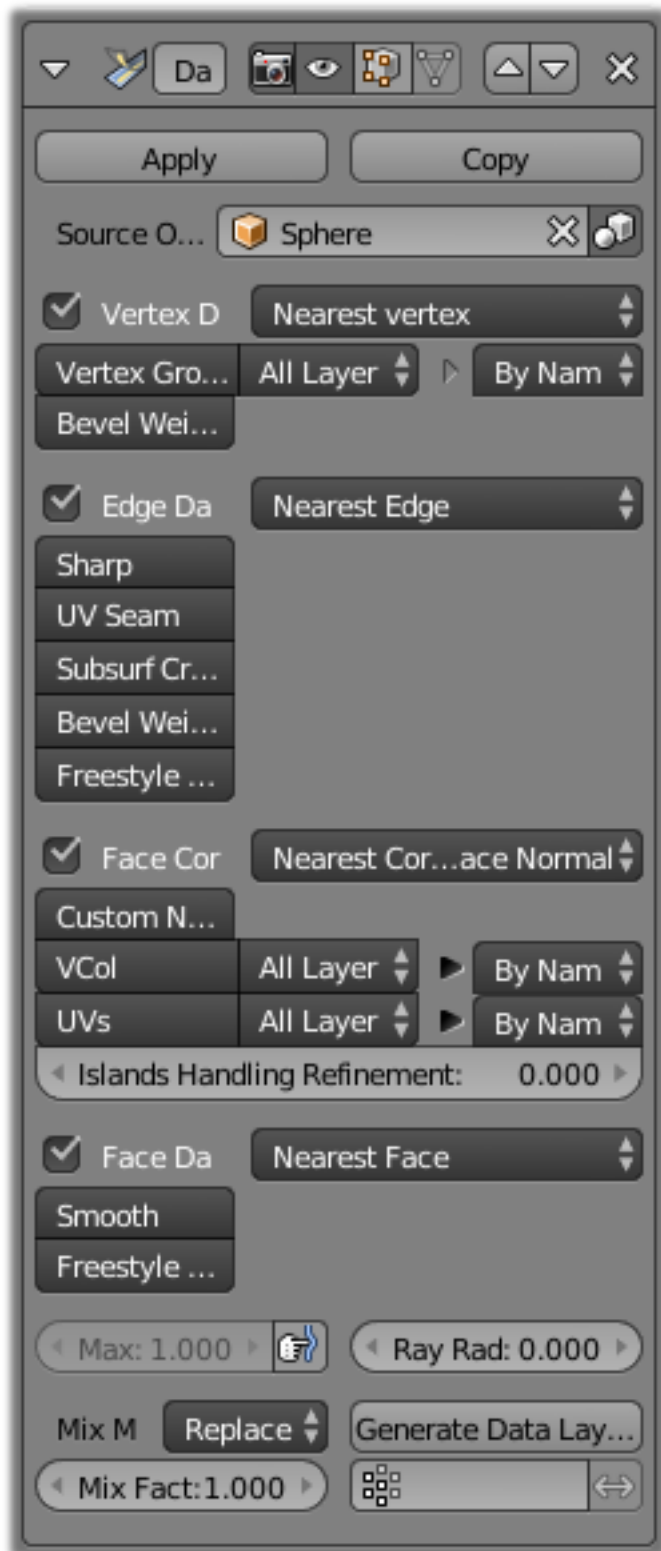 Da
Apply Copy
Source O... Sphere
Vertex D Nearest vertex
Vertex Gro... All Layer By Nam
Bevel Wei...
Edge Da Nearest Edge
Sharp
UV Seam
Subsurf Cr...
Bevel Wei...
Freestyle ...
Face Cor Nearest Cor...ace Normal
Custom N...
VCol All Layer By Nam
UVs All Layer By Nam
Islands Handling Refinement: 0.000
Face Da Nearest Face
Smooth
Freestyle ...
Max: 1.000 Ray Rad: 0.000
Mix M Replace Generate Data Lay...
Mix Fact:1.000